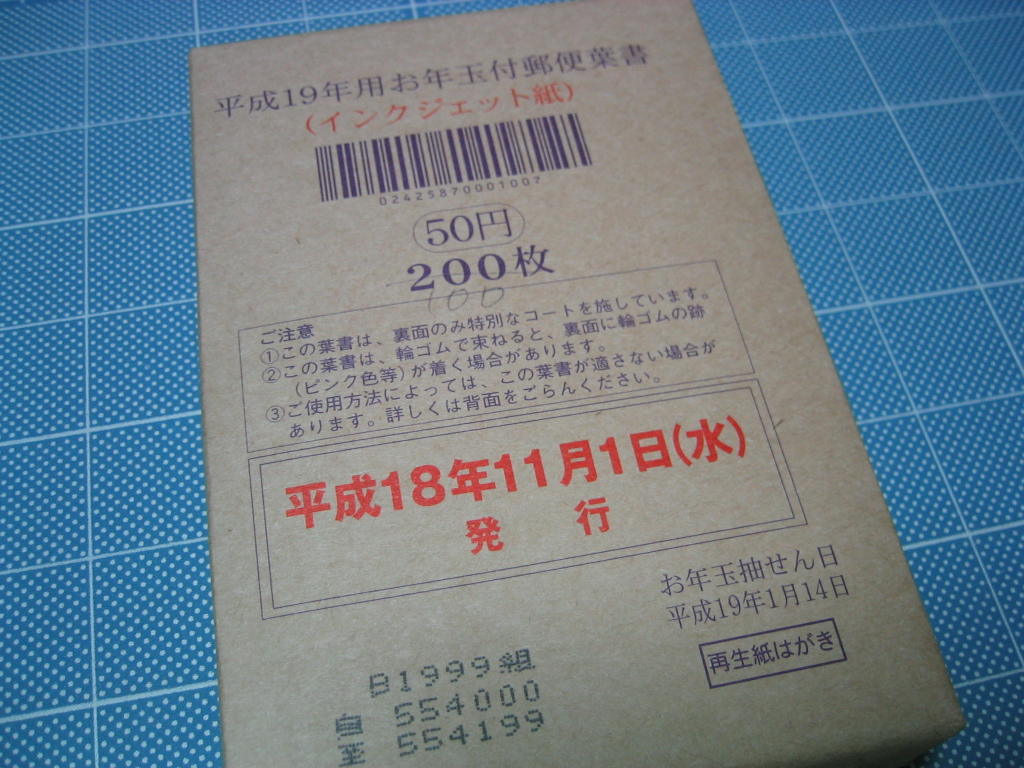 平成19年用お年玉付郵便葉書
(インクジェット紙)
02425870001007
50円
200枚
100
ご注意
①この葉書は、裏面のみ特別なコートを施しています。
②この葉書は、輪ゴムで束ねると、裏面に輪ゴムの跡
(ピンク色等)が着く場合があります。
③ご使用方法によっては、この葉書が適さない場合が
あります。詳しくは背面をごらんください。
平成18年11月1日(水)
発行
お年玉抽せん日
平成19年1月14日
再生紙はがき
B1999組
自 554000
至 554199